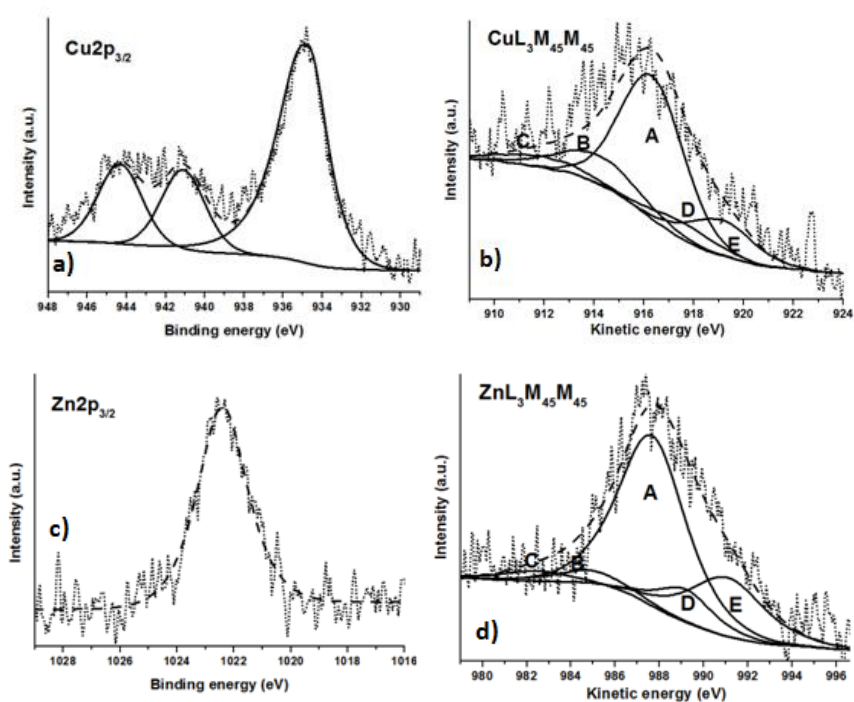 Cu2p3/2
Intensity (a.u.)
a)
948 946 944 942 940 938 936 934 932 930
Binding energy (eV)
CuL3M45M45
Intensity (a.u.)
C
B
A
D
E
b)
910 912 914 916 918 920 922 924
Kinetic energy (eV)
Zn2p3/2
Intensity (a.u.)
c)
1028 1026 1024 1022 1020 1018 1016
Binding energy (eV)
ZnL3M45M45
Intensity (a.u.)
A
C
B
D
E
d)
980 982 984 986 988 990 992 994 996
Kinetic energy (eV)